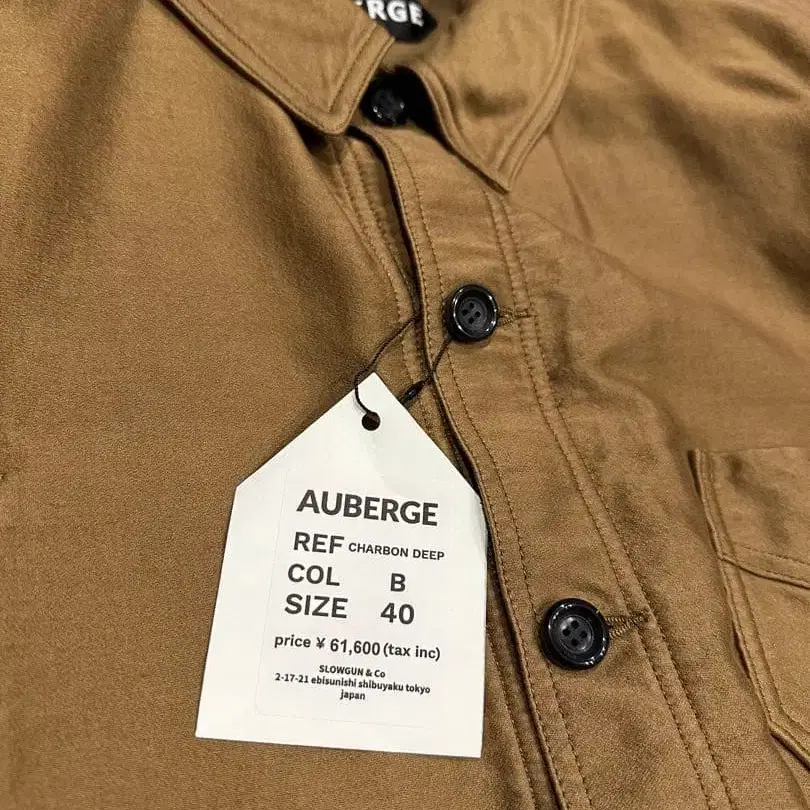 ERGE
AUBERGE
REF CHARBON DEEP
COL B
SIZE 40
price ¥ 61,600 (tax inc)
SLOWGUN & Co
2-17-21 ebisunishi shibuyaku tokyo
japan